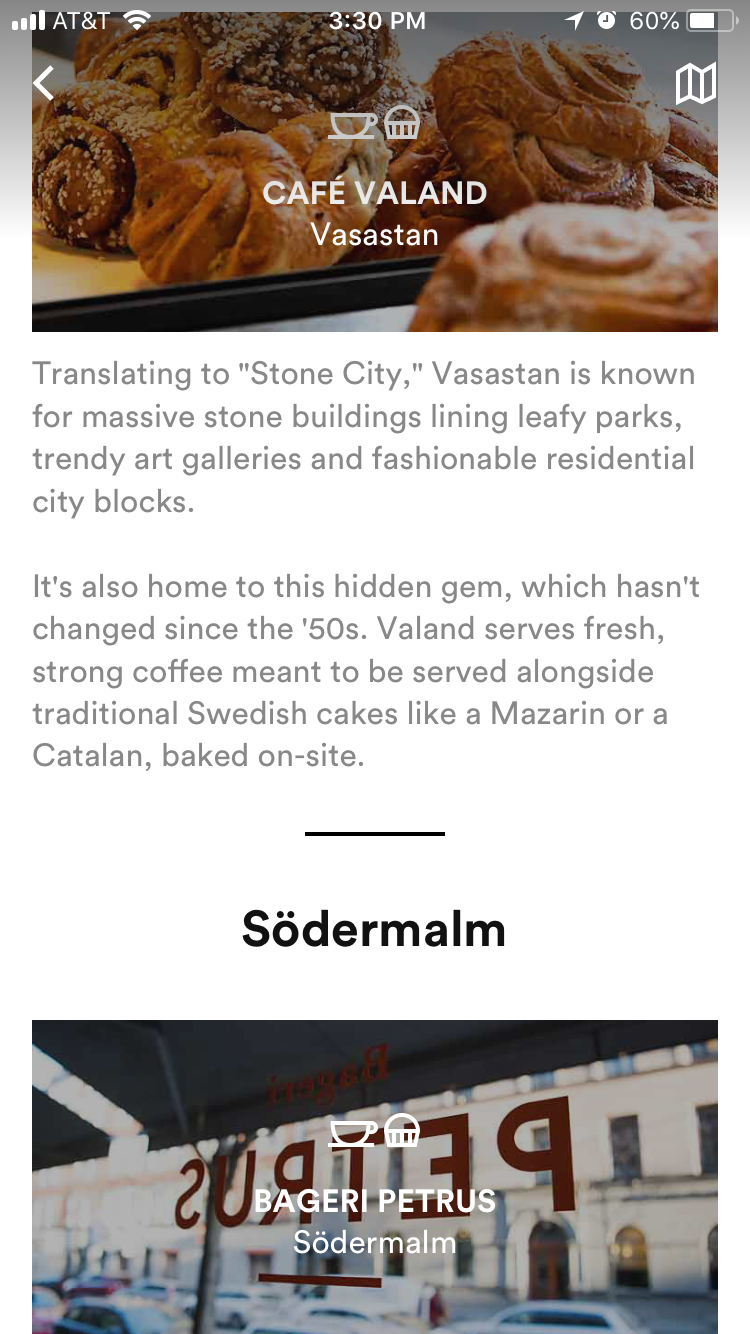 AT&T 3:30 PM 60%
CAFÉ VALAND
Vasastan
Translating to "Stone City," Vasastan is known
for massive stone buildings lining leafy parks,
trendy art galleries and fashionable residential
city blocks.
It's also home to this hidden gem, which hasn't
changed since the '50s. Valand serves fresh,
strong coffee meant to be served alongside
traditional Swedish cakes like a Mazarin or a
Catalan, baked on-site.
Södermalm
Bageri
PETRUS
BAGERI PETRUS
Södermalm